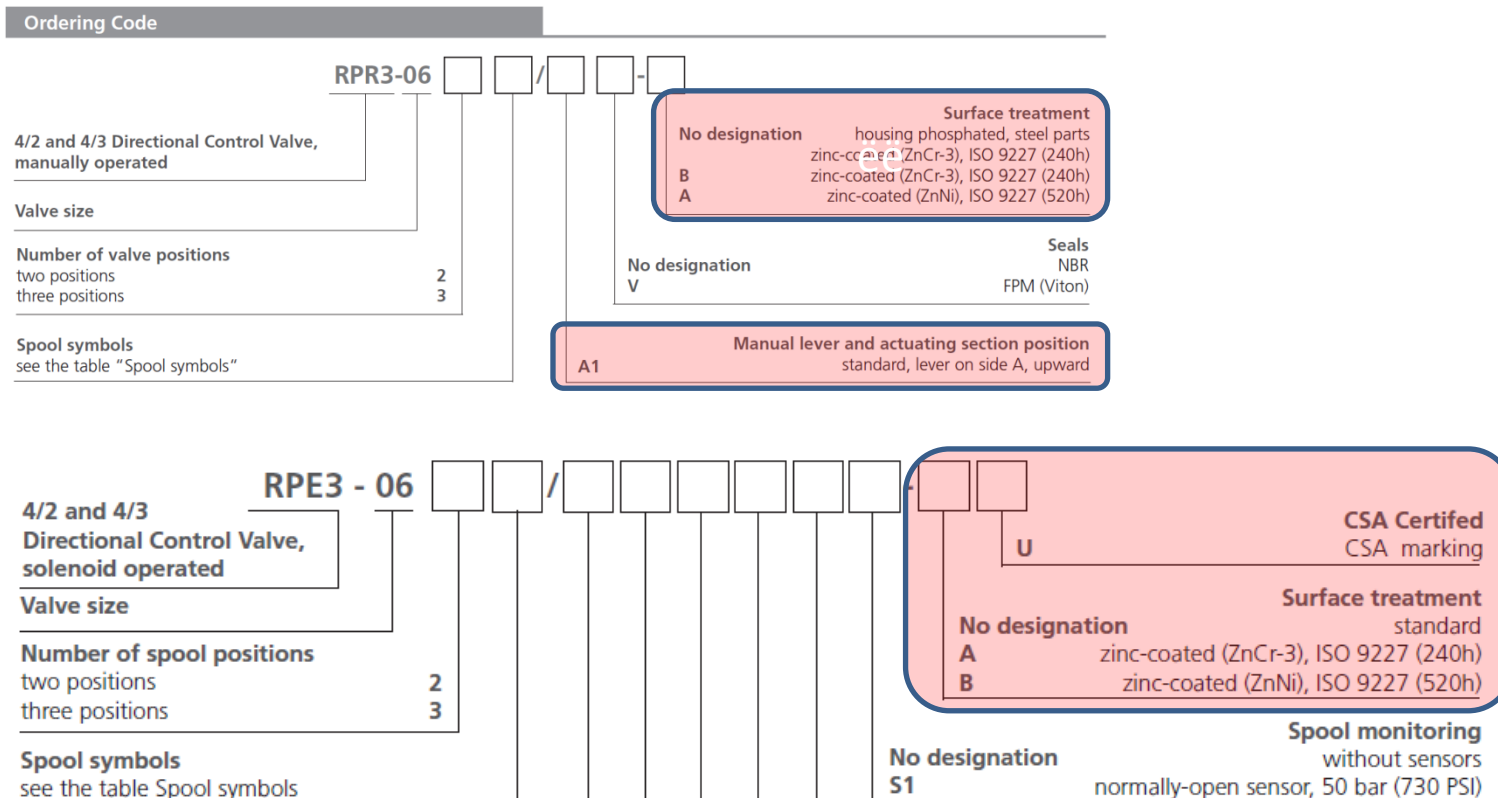 Ordering Code
RPR3-06 / -
Surface treatment
No designation housing phosphated, steel parts
zinc-coated (ZnCr-3), ISO 9227 (240h)
ëë
B zinc-coated (ZnCr-3), ISO 9227 (240h)
A zinc-coated (ZnNi), ISO 9227 (520h)
4/2 and 4/3 Directional Control Valve,
manually operated
Valve size
Number of valve positions
two positions 2
three positions 3
Seals
No designation NBR
V FPM (Viton)
Spool symbols
see the table "Spool symbols"
Manual lever and actuating section position
A1 standard, lever on side A, upward
RPE3 - 06 / -
4/2 and 4/3
Directional Control Valve,
solenoid operated
Valve size
Number of spool positions
two positions 2
three positions 3
Spool symbols
see the table Spool symbols
CSA Certifed
U CSA marking
Surface treatment
No designation standard
A zinc-coated (ZnCr-3), ISO 9227 (240h)
B zinc-coated (ZnNi), ISO 9227 (520h)
Spool monitoring
No designation without sensors
S1 normally-open sensor, 50 bar (730 PSI)